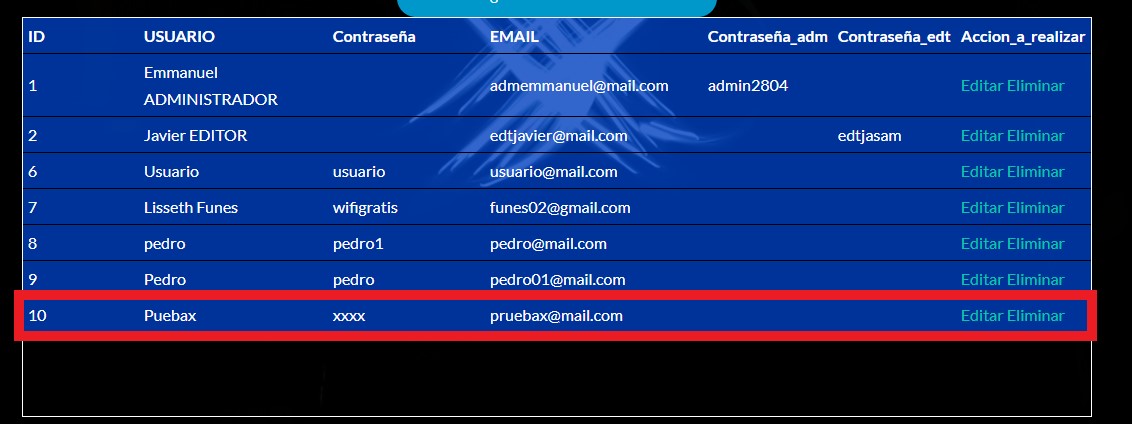 ID USUARIO Contraseña EMAIL Contraseña_adm Contraseña_edt Accion_a_realizar
1 Emmanuel ADMINISTRADOR admemmanuel@mail.com admin2804 Editar Eliminar
2 Javier EDITOR edtjavier@mail.com edtjasam Editar Eliminar
6 Usuario usuario usuario@mail.com Editar Eliminar
7 Lisseth Funes wifigratis funes02@gmail.com Editar Eliminar
8 pedro pedro1 pedro@mail.com Editar Eliminar
9 Pedro pedro pedro01@mail.com Editar Eliminar
10 Puebax xxxx pruebax@mail.com Editar Eliminar